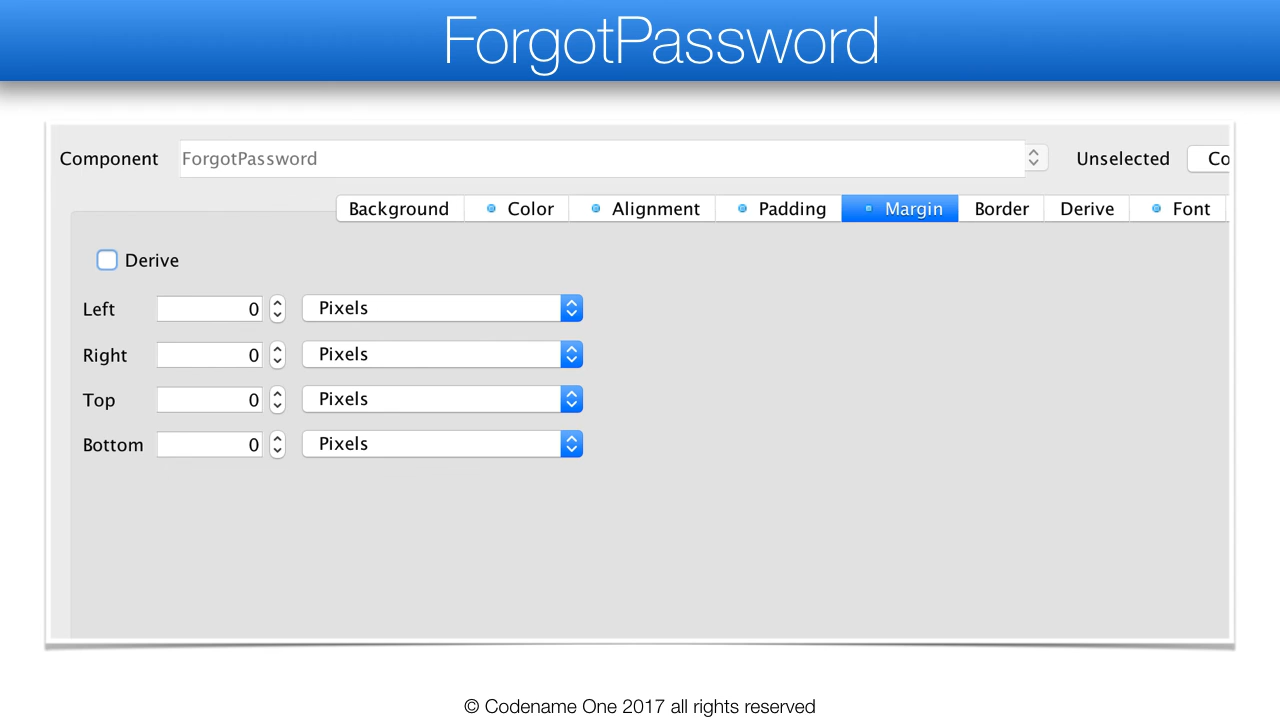 ForgotPassword
Component ForgotPassword Unselected Co
Background Color Alignment Padding Margin Border Derive Font
Derive
Left 0 Pixels
Right 0 Pixels
Top 0 Pixels
Bottom 0 Pixels
© Codename One 2017 all rights reserved